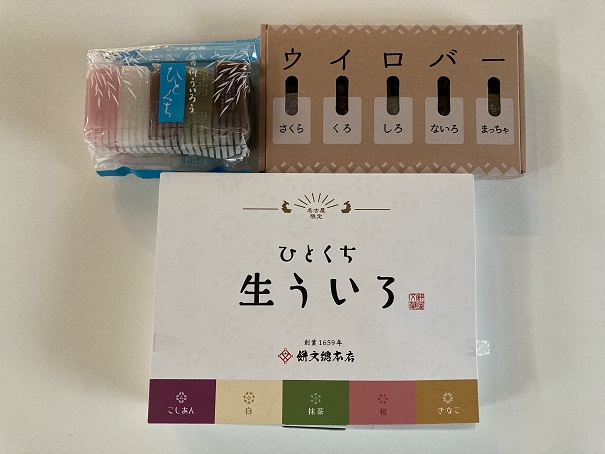 ひとくち
ウイロバー
さくら
くろ
しろ
ないろ
まっちゃ
名古屋
限定
ひとくち
生ういろ
創業1659年
餅文總本店
こしあん
白
抹茶
桜
きなこ